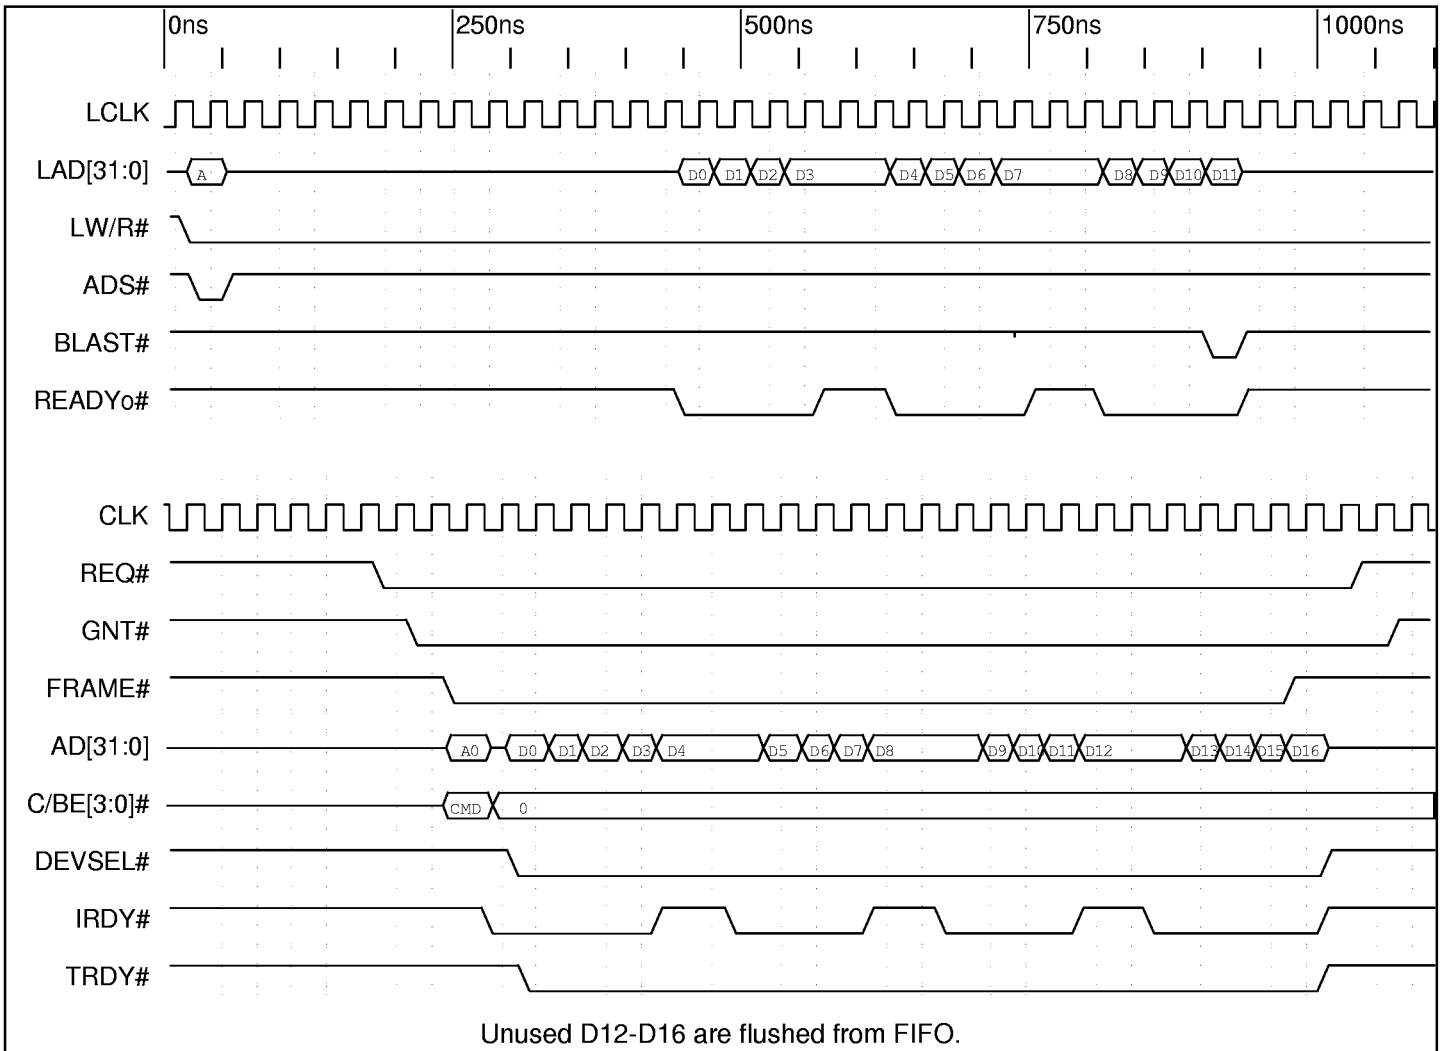 0ns 250ns 500ns 750ns 1000ns
LCLK
LAD[31:0] A D0 D1 D2 D3 D4 D5 D6 D7 D8 D9 D10 D11
LW/R#
ADS#
BLAST#
READYo#
CLK
REQ#
GNT#
FRAME#
AD[31:0] A0 D0 D1 D2 D3 D4 D5 D6 D7 D8 D9 D10 D11 D12 D13 D14 D15 D16
C/BE[3:0]# CMD 0
DEVSEL#
IRDY#
TRDY#
Unused D12-D16 are flushed from FIFO.